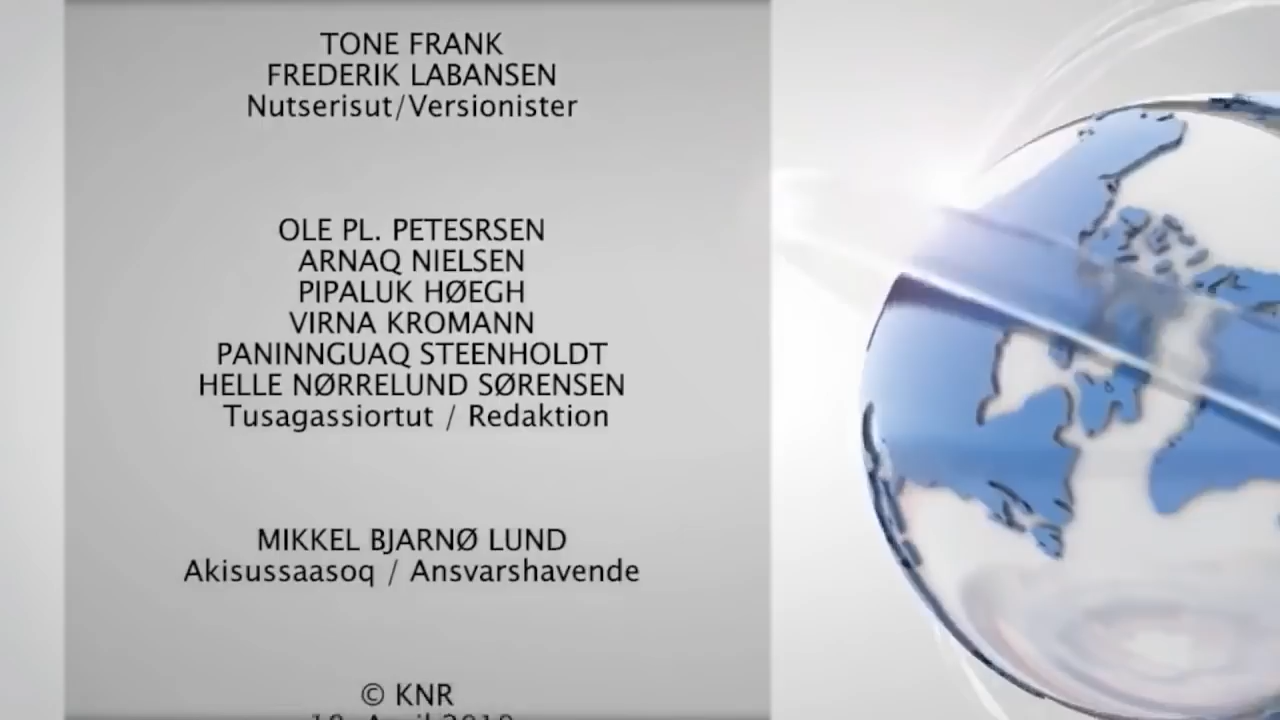 TONE FRANK
FREDERIK LABANSEN
Nutserisut/Versionister
OLE PL. PETESRSEN
ARNAQ NIELSEN
PIPALUK HØEGH
VIRNA KROMANN
PANINNGUAQ STEENHOLDT
HELLE NØRRELUND SØRENSEN
Tusagassiortut / Redaktion
MIKKEL BJARNØ LUND
Akisussaasoq / Ansvarshavende
© KNR
April